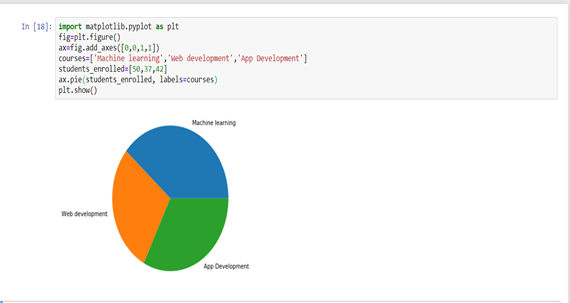 In [18]: import matplotlib.pyplot as plt
fig=plt.figure()
ax=fig.add_axes([0,0,1,1])
courses=['Machine learning','Web development','App Development']
students_enrolled=[50,37,42]
ax.pie(students_enrolled, labels=courses)
plt.show()
Machine learning
Web development
App Development